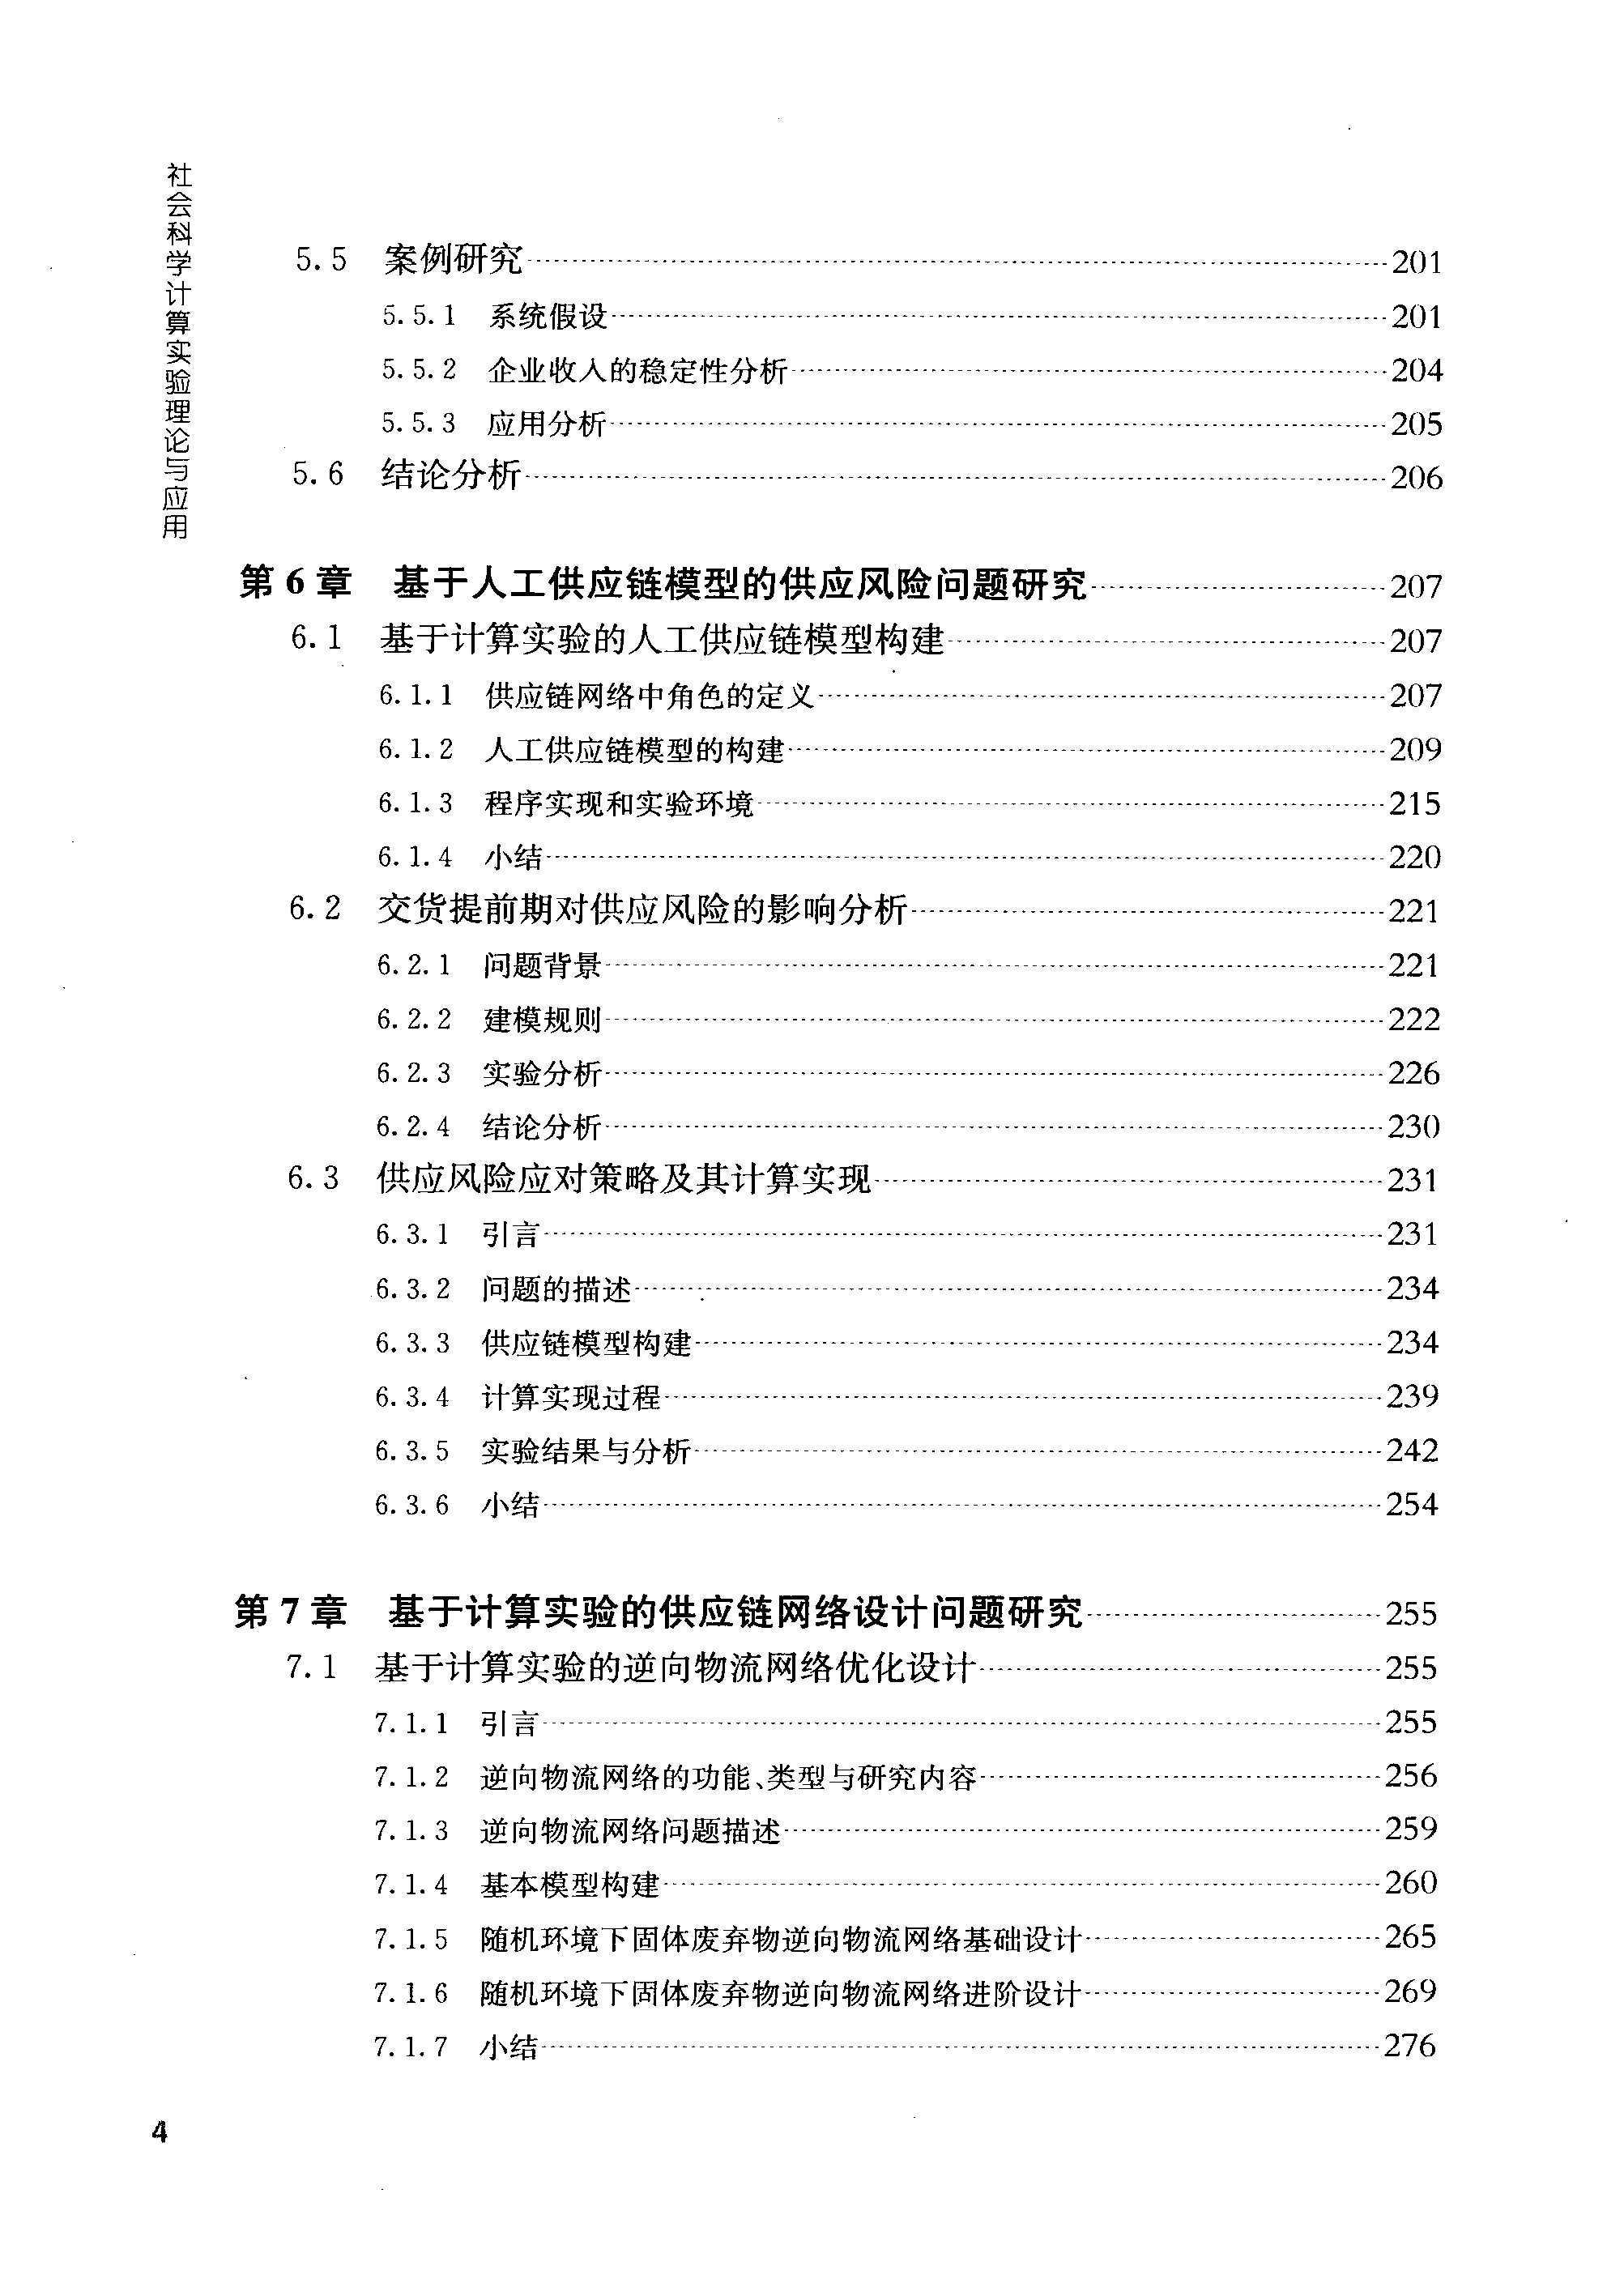 社会科学计算实验理论与应用
5.5 案例研究……201
5.5.1 系统假设……201
5.5.2 企业收入的稳定性分析……204
5.5.3 应用分析……205
5.6 结论分析……206
第6章 基于人工供应链模型的供应风险问题研究……207
6.1 基于计算实验的人工供应链模型构建……207
6.1.1 供应链网络中角色的定义……207
6.1.2 人工供应链模型的构建……209
6.1.3 程序实现和实验环境……215
6.1.4 小结……220
6.2 交货提前期对供应风险的影响分析……221
6.2.1 问题背景……221
6.2.2 建模规则……222
6.2.3 实验分析……226
6.2.4 结论分析……230
6.3 供应风险应对策略及其计算实现……231
6.3.1 引言……231
6.3.2 问题的描述……234
6.3.3 供应链模型构建……234
6.3.4 计算实现过程……239
6.3.5 实验结果与分析……242
6.3.6 小结……254
第7章 基于计算实验的供应链网络设计问题研究……255
7.1 基于计算实验的逆向物流网络优化设计……255
7.1.1 引言……255
7.1.2 逆向物流网络的功能、类型与研究内容……256
7.1.3 逆向物流网络问题描述……259
7.1.4 基本模型构建……260
7.1.5 随机环境下固体废弃物逆向物流网络基础设计……265
7.1.6 随机环境下固体废弃物逆向物流网络进阶设计……269
7.1.7 小结……276
4